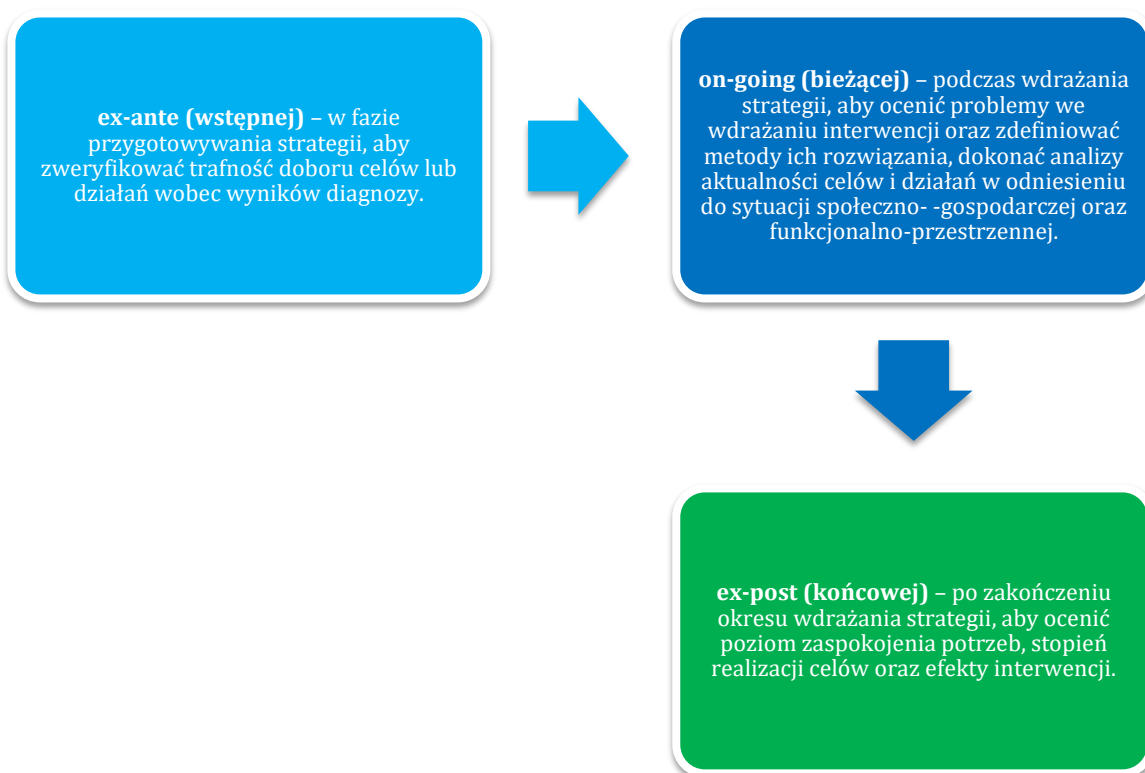 ex-ante (wstępnej) – w fazie
przygotowywania strategii, aby
zweryfikować trafność doboru celów lub
działań wobec wyników diagnozy.
on-going (bieżącej) – podczas wdrażania
strategii, aby ocenić problemy we
wdrażaniu interwencji oraz zdefiniować
metody ich rozwiązania, dokonać analizy
aktualności celów i działań w odniesieniu
do sytuacji społeczno- -gospodarczej oraz
funkcjonalno-przestrzennej.
ex-post (końcowej) – po zakończeniu
okresu wdrażania strategii, aby ocenić
poziom zaspokojenia potrzeb, stopień
realizacji celów oraz efekty interwencji.